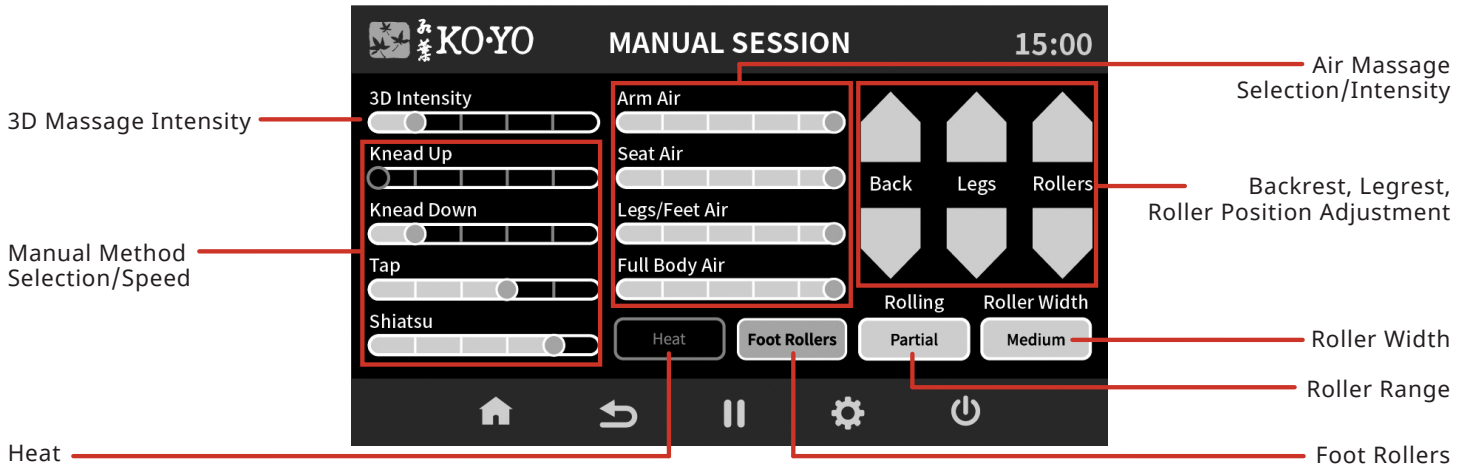 お
葉
KO·YO
MANUAL SESSION
15:00
Air Massage
Selection/Intensity
3D Massage Intensity
3D Intensity
Knead Up
Knead Down
Tap
Shiatsu
Manual Method
Selection/Speed
Arm Air
Seat Air
Legs/Feet Air
Full Body Air
Back
Legs
Rollers
Backrest, Legrest,
Roller Position Adjustment
Rolling
Roller Width
Heat
Foot Rollers
Partial
Medium
Roller Width
Roller Range
Heat
Foot Rollers